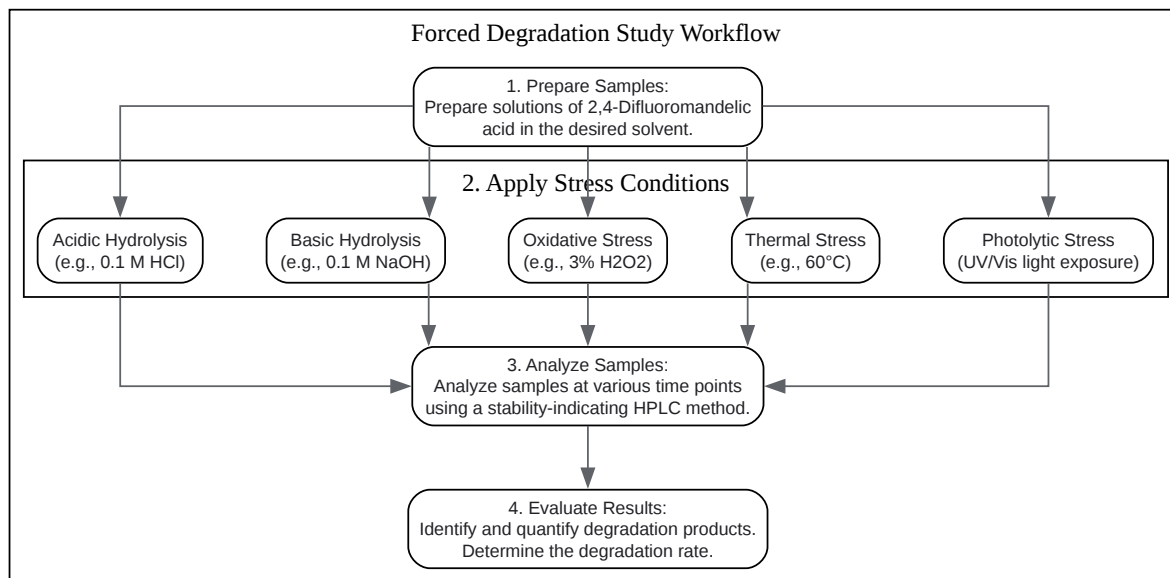 Forced Degradation Study Workflow
1. Prepare Samples:
Prepare solutions of 2,4-Difluoromandelic
acid in the desired solvent.
2. Apply Stress Conditions
Acidic Hydrolysis
(e.g., 0.1 M HCl)
Basic Hydrolysis
(e.g., 0.1 M NaOH)
Oxidative Stress
(e.g., 3% H2O2)
Thermal Stress
(e.g., 60°C)
Photolytic Stress
(UV/Vis light exposure)
3. Analyze Samples:
Analyze samples at various time points
using a stability-indicating HPLC method.
4. Evaluate Results:
Identify and quantify degradation products.
Determine the degradation rate.